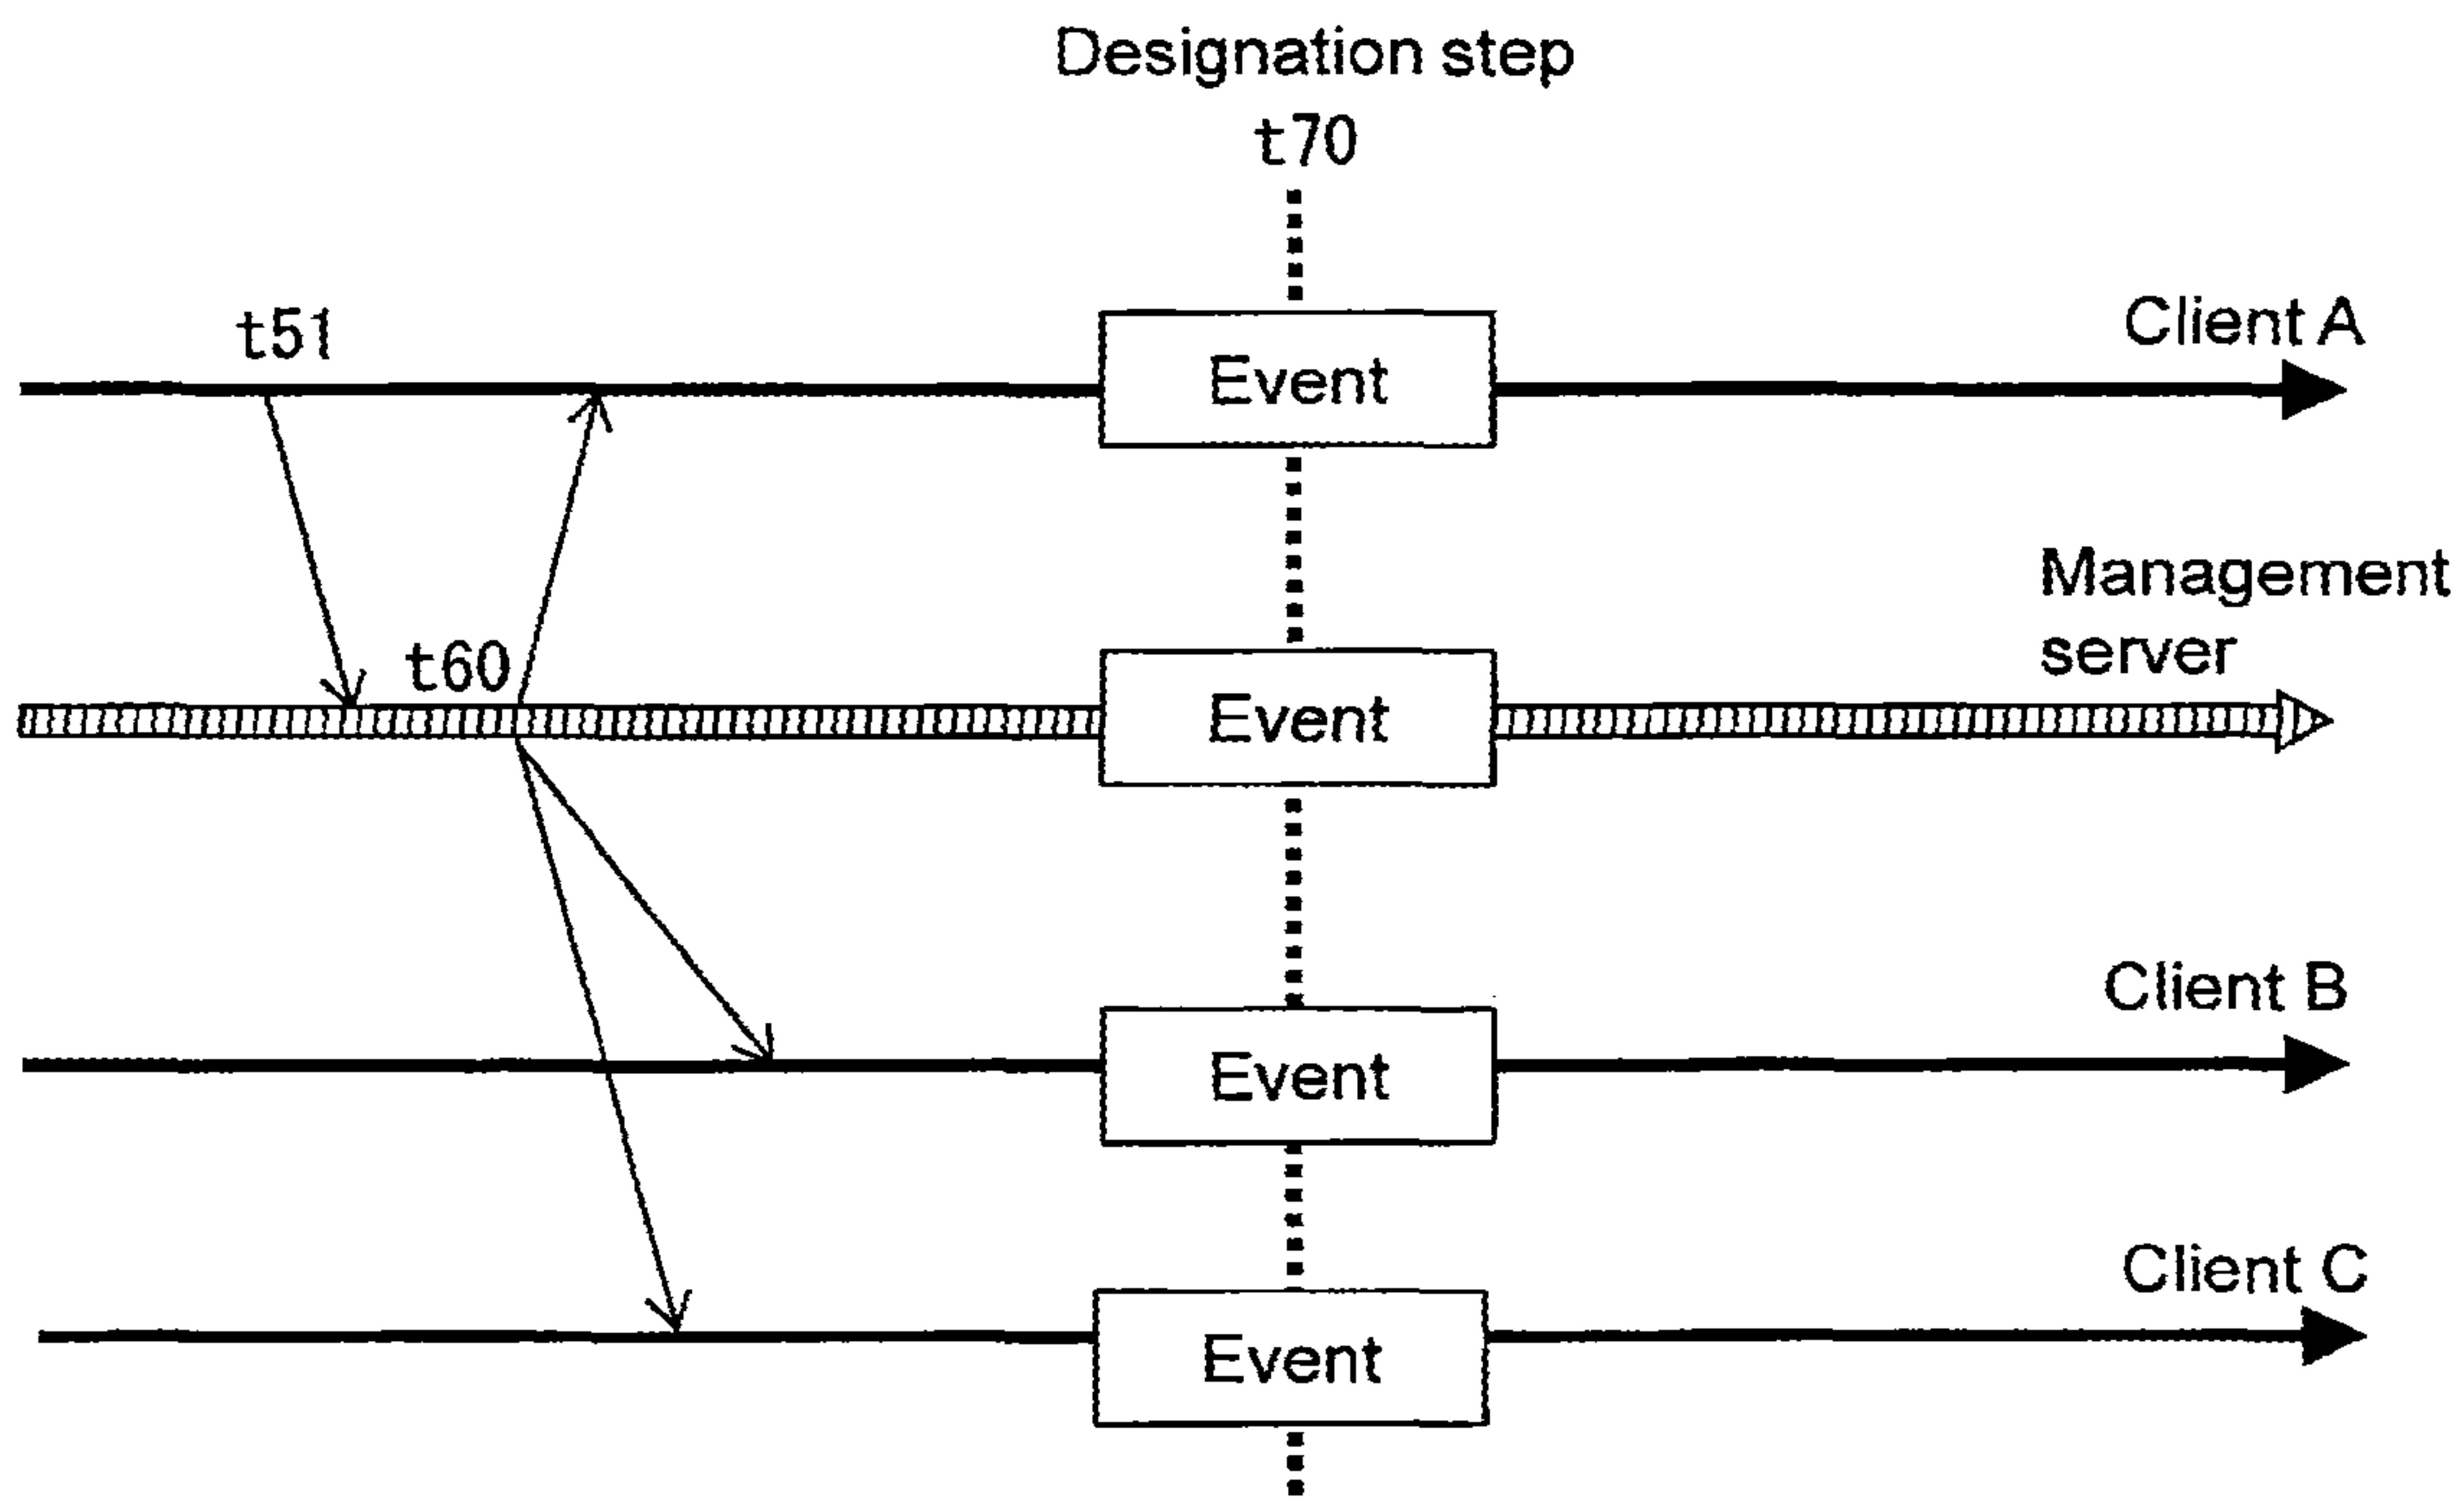 Designation step
t70
t51
Client A
Event
Management
server
t60
Event
Client B
Event
Client C
Event